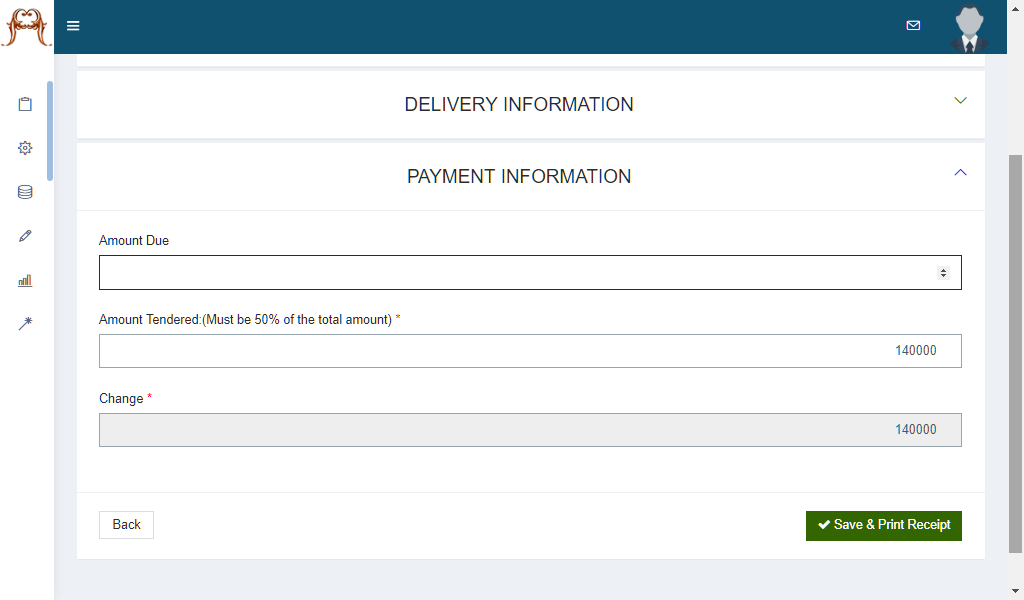 DELIVERY INFORMATION
PAYMENT INFORMATION
Amount Due
Amount Tendered:(Must be 50% of the total amount) *
140000
Change *
140000
Back
Save & Print Receipt